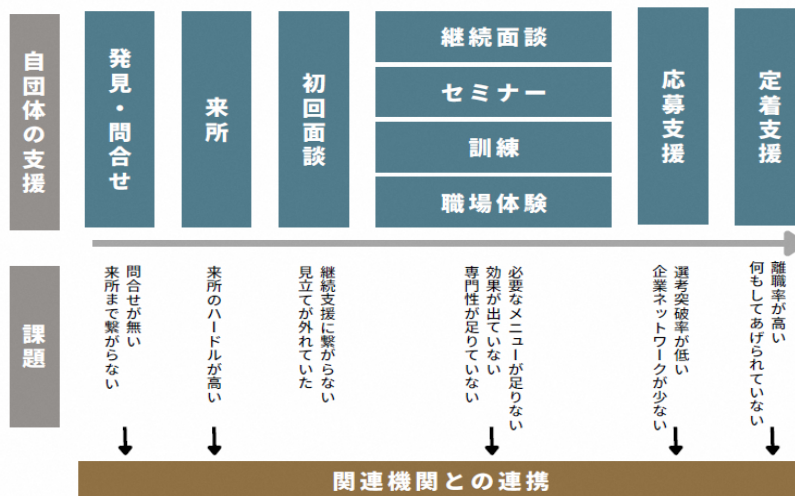 自団体の支援
発見・問合せ
来所
初回面談
継続面談
セミナー
訓練
職場体験
応募支援
定着支援
課題
問合せが無い
来所まで繋がらない
来所のハードルが高い
継続支援に繋がらない
見立てが外れていた
必要なメニューが足りない
効果が出ていない
専門性が足りていない
選考突破率が低い
企業ネットワークが少ない
離職率が高い
何もしてあげられていない
関連機関との連携